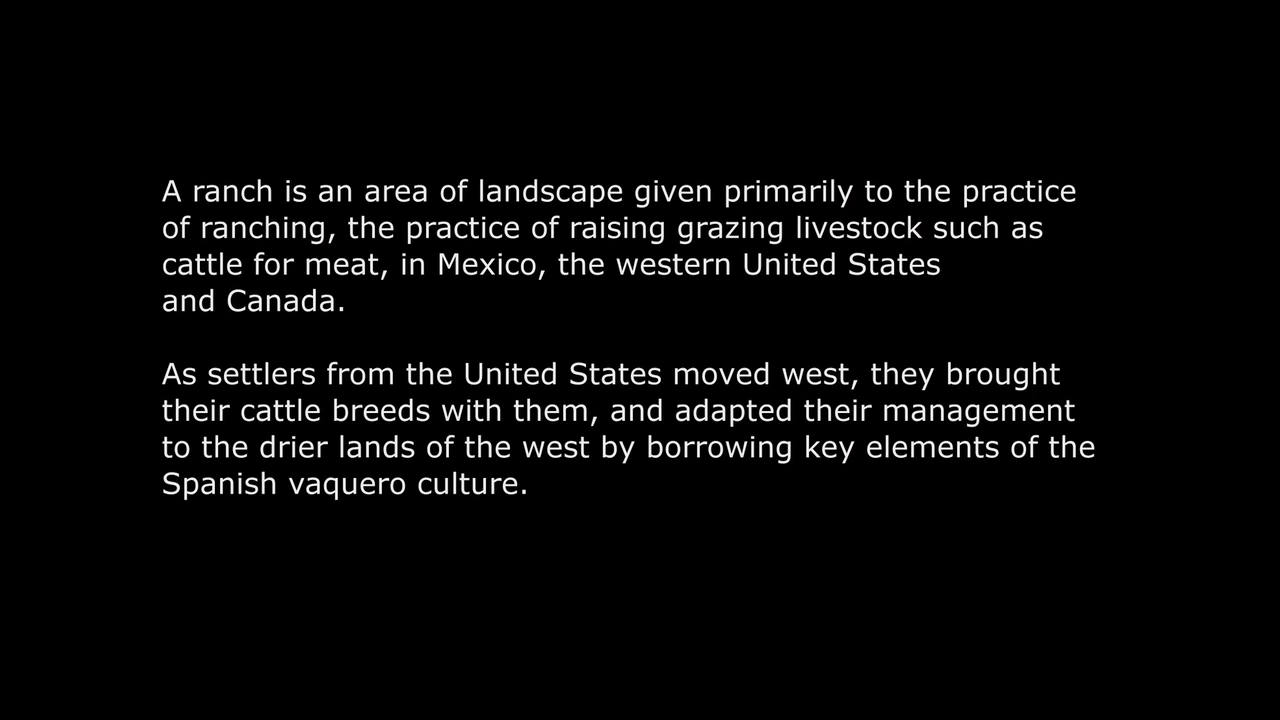 A ranch is an area of landscape given primarily to the practice
of ranching, the practice of raising grazing livestock such as
cattle for meat, in Mexico, the western United States
and Canada.
As settlers from the United States moved west, they brought
their cattle breeds with them, and adapted their management
to the drier lands of the west by borrowing key elements of the
Spanish vaquero culture.